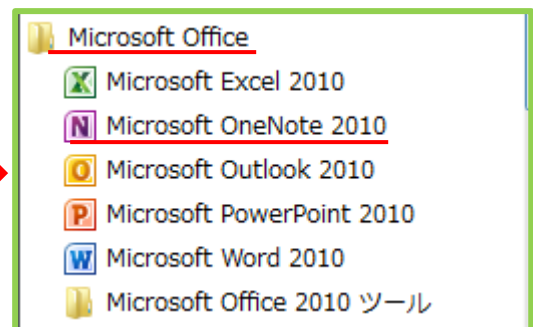 Microsoft Office
Microsoft Excel 2010
Microsoft OneNote 2010
Microsoft Outlook 2010
Microsoft PowerPoint 2010
Microsoft Word 2010
Microsoft Office 2010 ツール